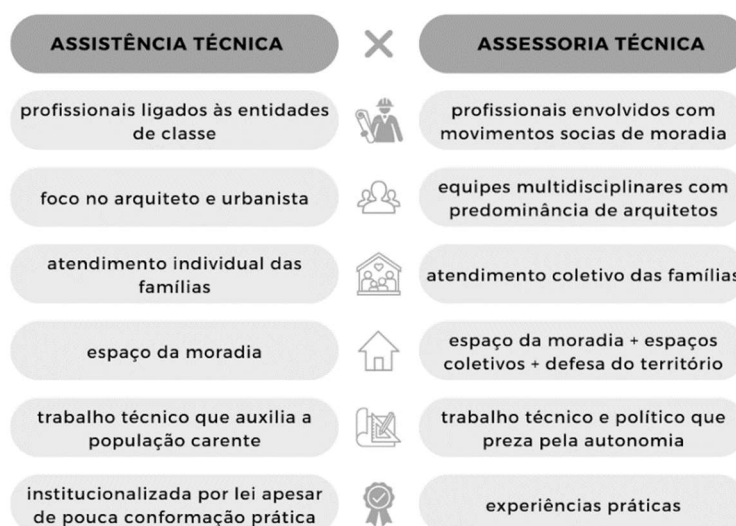 ASSISTÊNCIA TÉCNICA
ASSESSORIA TÉCNICA
profissionais ligados às entidades
de classe
profissionais envolvidos com
movimentos socias de moradia
foco no arquiteto e urbanista
equipes multidisciplinares com
predominância de arquitetos
atendimento individual das
famílias
atendimento coletivo das famílias
espaço da moradia
espaço da moradia + espaços
coletivos + defesa do território
trabalho técnico que auxilia a
população carente
trabalho técnico e político que
preza pela autonomia
institucionalizada por lei apesar
de pouca conformação prática
experiências práticas